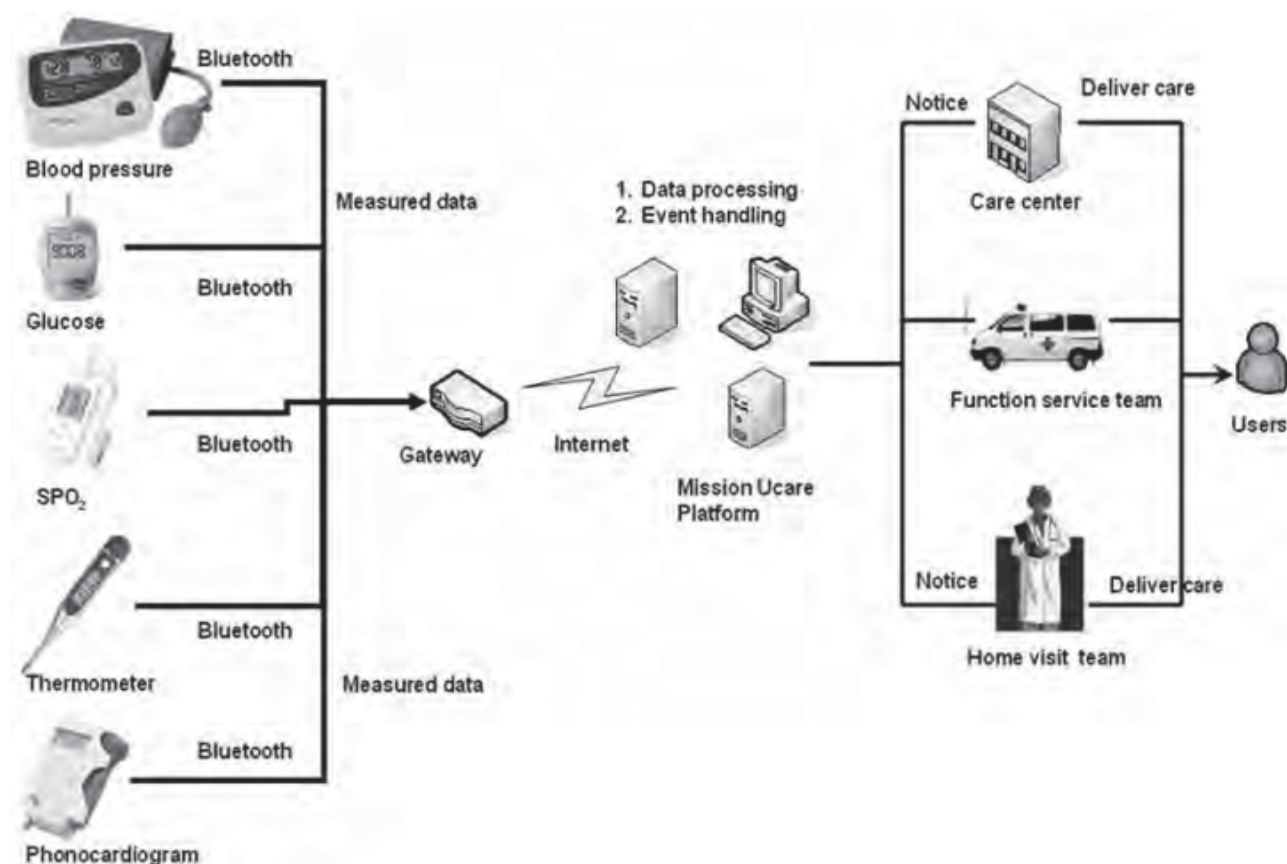 Bluetooth
Blood pressure
Measured data
Bluetooth
Glucose
Bluetooth
SPO₂
Bluetooth
Thermometer
Measured data
Bluetooth
Phonocardiogram
Gateway
Internet
1. Data processing
2. Event handling
Mission Ucare
Platform
Notice
Deliver care
Care center
Function service team
Notice
Deliver care
Home visit team
Users